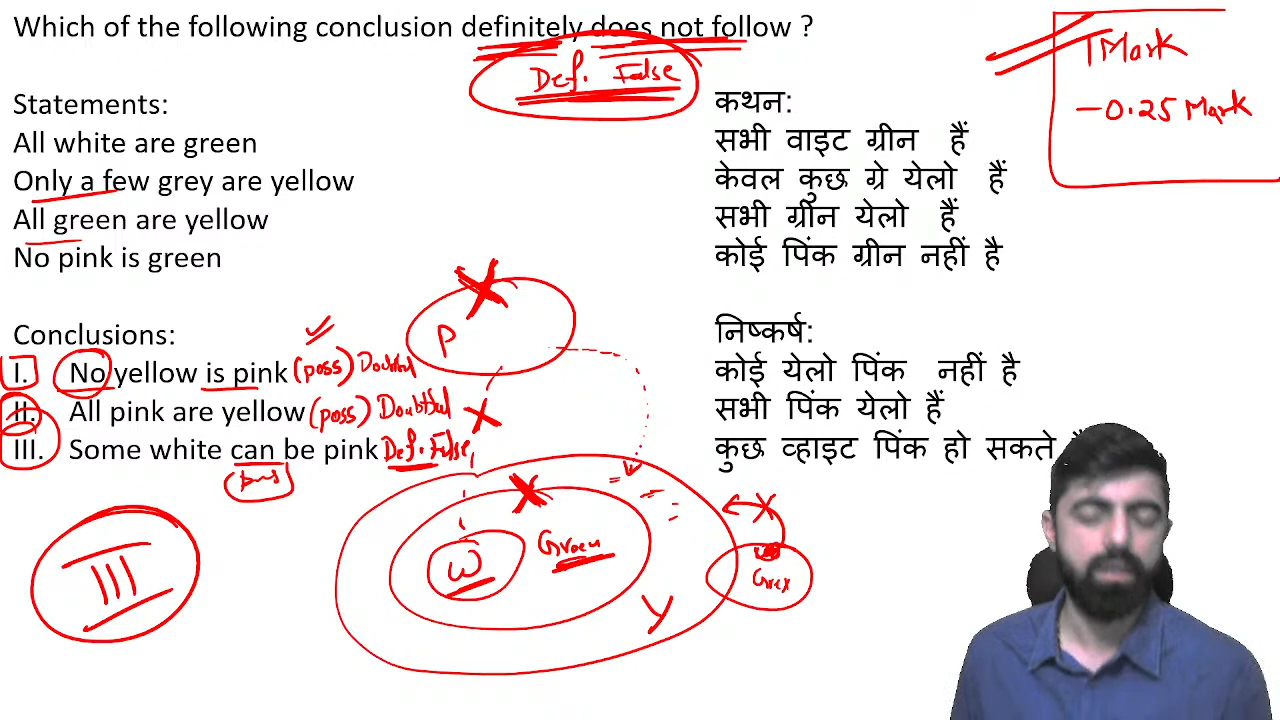 Which of the following conclusion definitely does not follow ?
Def. False
1 Mark
-0.25 Mark
Statements:
All white are green
Only a few grey are yellow
All green are yellow
No pink is green
Conclusions:
I. No yellow is pink (poss) Doubtful
II. All pink are yellow (poss) Doubtful
III. Some white can be pink Def. False
III
कथन:
सभी वाइट ग्रीन हैं
केवल कुछ ग्रे येलो हैं
सभी ग्रीन येलो हैं
कोई पिंक ग्रीन नहीं है
निष्कर्ष:
कोई येलो पिंक नहीं है
सभी पिंक येलो हैं
कुछ व्हाइट पिंक हो सकते
P
W
Green
Y
Grey